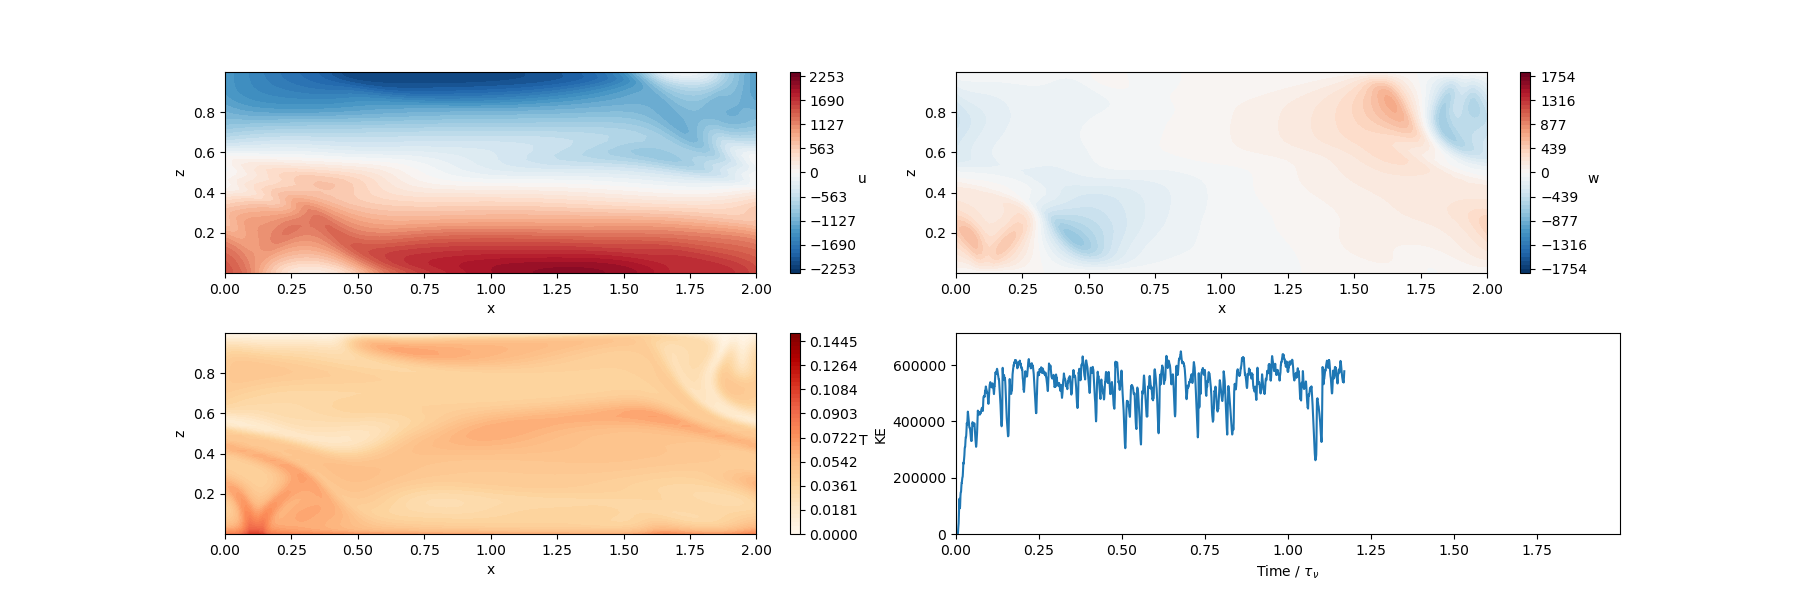 z
0.8
0.6
0.4
0.2
0.00 0.25 0.50 0.75 1.00 1.25 1.50 1.75 2.00
x
2253
1690
1127
563
0
−563
−1127
−1690
−2253
u
z
0.8
0.6
0.4
0.2
0.00 0.25 0.50 0.75 1.00 1.25 1.50 1.75 2.00
x
1754
1316
877
439
0
−439
−877
−1316
−1754
w
z
0.8
0.6
0.4
0.2
0.00 0.25 0.50 0.75 1.00 1.25 1.50 1.75 2.00
x
0.1445
0.1264
0.1084
0.0903
0.0722
0.0542
0.0361
0.0181
0.0000
T
KE
600000
400000
200000
0
0.00 0.25 0.50 0.75 1.00 1.25 1.50 1.75
Time / τν